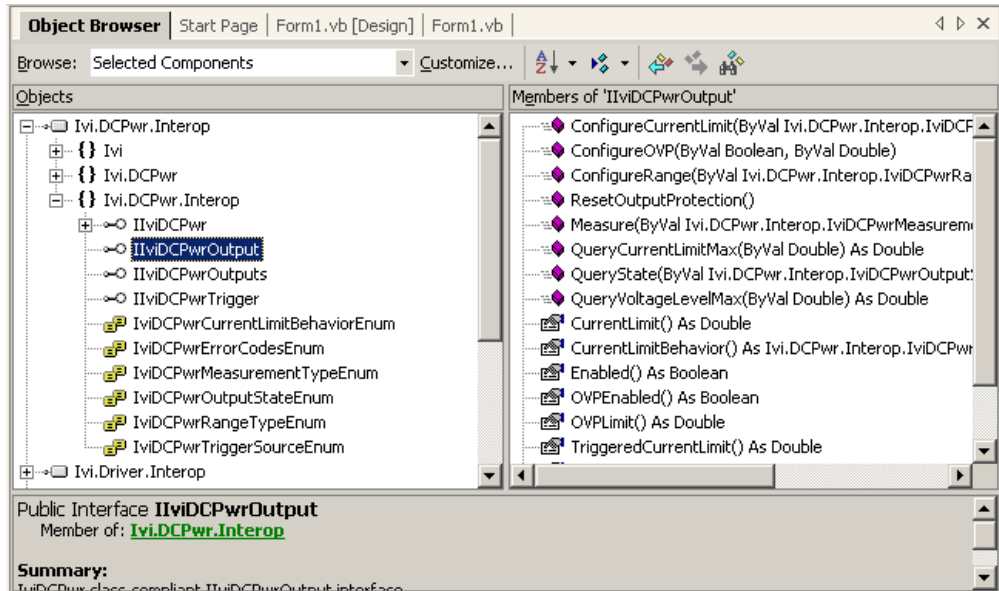 Object Browser | Start Page | Form1.vb [Design] | Form1.vb |
Browse: Selected Components Customize...
Objects
Ivi.DCPwr.Interop
{} Ivi
{} Ivi.DCPwr
{} Ivi.DCPwr.Interop
IIviDCPwr
IIviDCPwrOutput
IIviDCPwrOutputs
IIviDCPwrTrigger
IviDCPwrCurrentLimitBehaviorEnum
IviDCPwrErrorCodesEnum
IviDCPwrMeasurementTypeEnum
IviDCPwrOutputStateEnum
IviDCPwrRangeTypeEnum
IviDCPwrTriggerSourceEnum
Ivi.Driver.Interop
Members of 'IIviDCPwrOutput'
ConfigureCurrentLimit(ByVal Ivi.DCPwr.Interop.IviDCP
ConfigureOVP(ByVal Boolean, ByVal Double)
ConfigureRange(ByVal Ivi.DCPwr.Interop.IviDCPwrRa
ResetOutputProtection()
Measure(ByVal Ivi.DCPwr.Interop.IviDCPwrMeasurem
QueryCurrentLimitMax(ByVal Double) As Double
QueryState(ByVal Ivi.DCPwr.Interop.IviDCPwrOutput
QueryVoltageLevelMax(ByVal Double) As Double
CurrentLimit() As Double
CurrentLimitBehavior() As Ivi.DCPwr.Interop.IviDCPwr
Enabled() As Boolean
OVPEnabled() As Boolean
OVPLimit() As Double
TriggeredCurrentLimit() As Double
Public Interface IIviDCPwrOutput
Member of: Ivi.DCPwr.Interop
Summary:
IviDCPwr class-compliant IIviDCPwrOutput interface